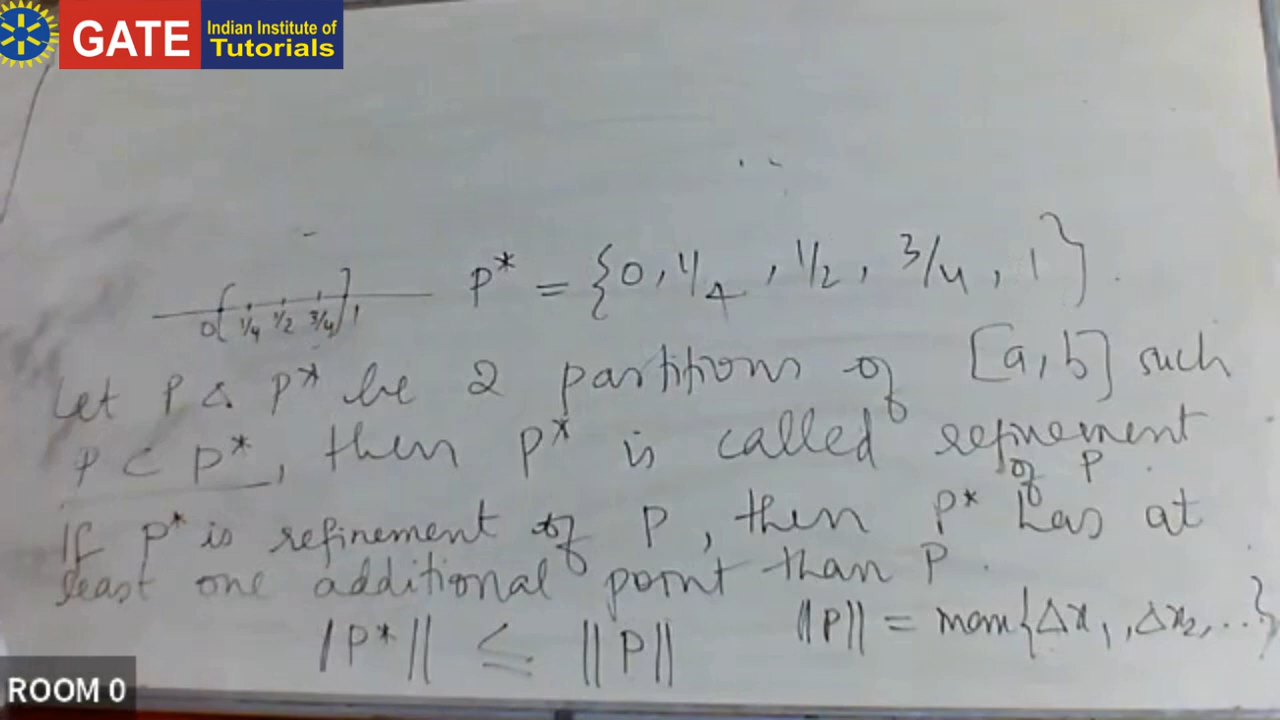 GATE
Indian Institute of
Tutorials
P* = {0, 1/4, 1/2, 3/4, 1}.
0 1/4 1/2 3/4 1
Let P & P* be 2 partitions of [a, b] such
P ⊂ P*, then P* is called refinement
of P.
If P* is refinement of P, then P* has at
least one additional point than P.
||P*|| ≤ ||P|| ||P|| = max{Δx₁, Δx₂, ..}
ROOM 0